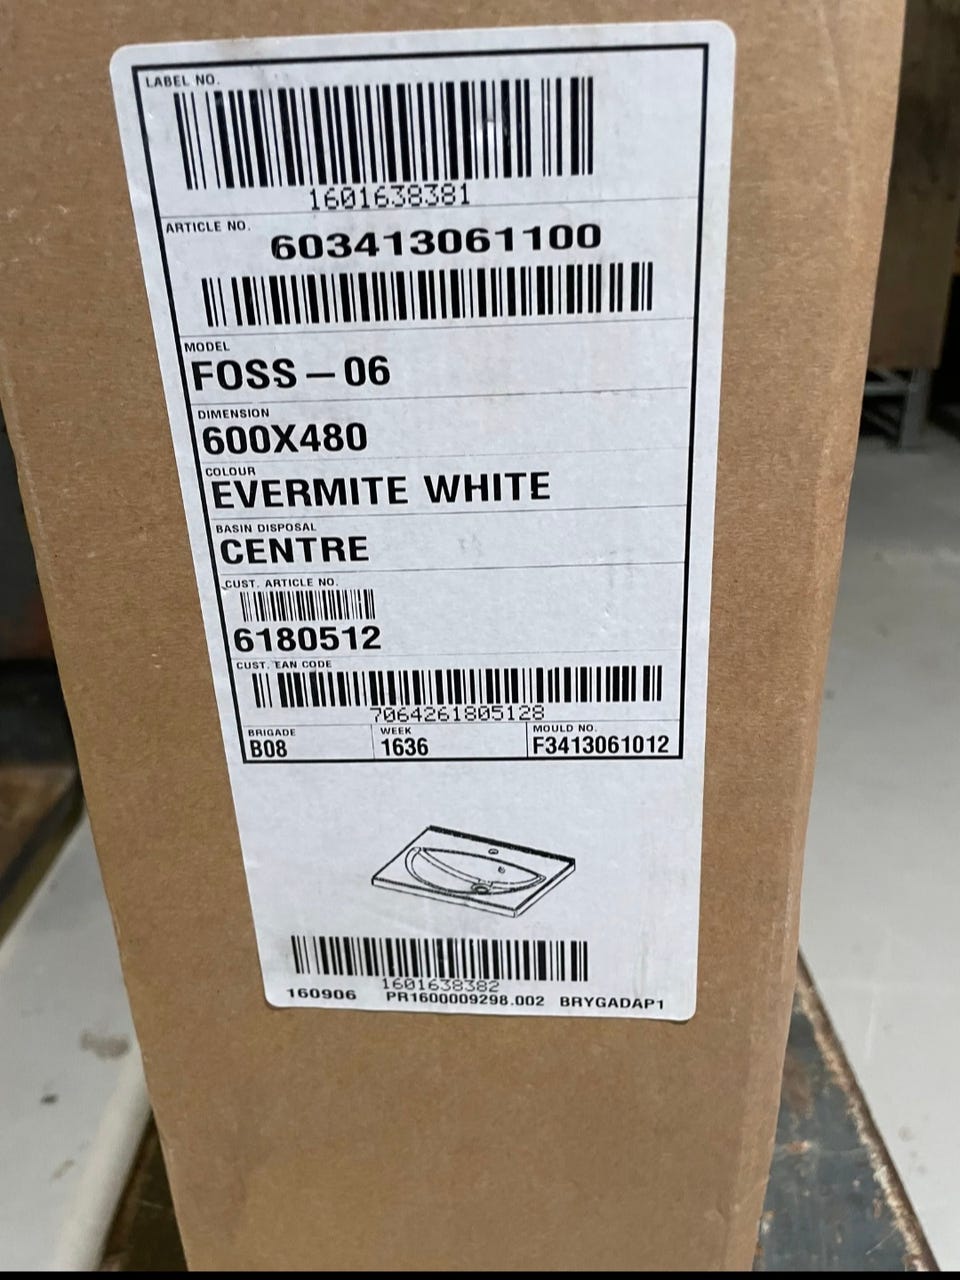 LABEL NO.
1601638381
ARTICLE NO.
603413061100
MODEL
FOSS - 06
DIMENSION
600X480
COLOUR
EVERMITE WHITE
BASIN DISPOSAL
CENTRE
CUST. ARTICLE NO.
6180512
CUST. EAN CODE
7064261805128
BRIGADE WEEK MOULD NO.
B08 1636 F3413061012
1601638382
160906 PR1600009298.002 BRYGADAP1